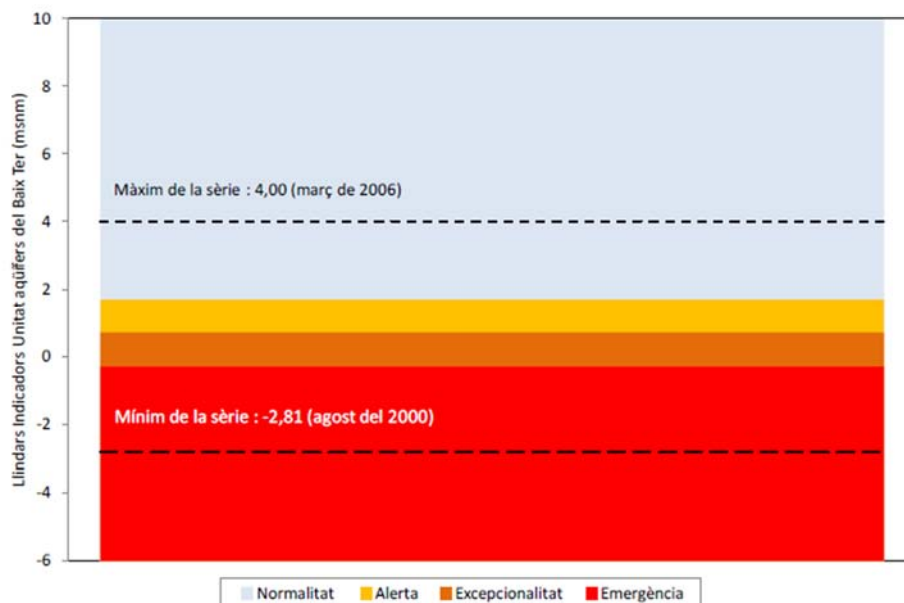 Llindars Indicadors Unitat aqüífers del Baix Ter (msnm)
10
8
6
4
2
0
-2
-4
-6
Màxim de la sèrie : 4,00 (març de 2006)
Mínim de la sèrie : -2,81 (agost del 2000)
Normalitat Alerta Excepcionalitat Emergència